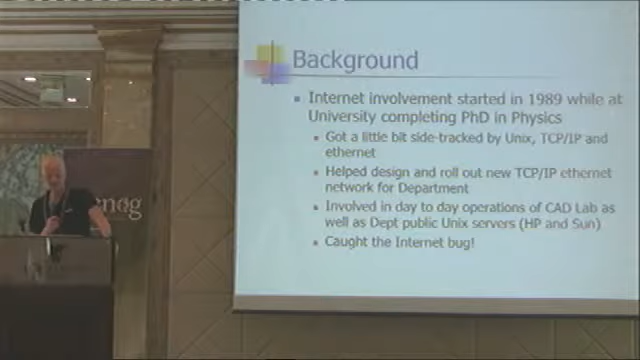 Background
Internet involvement started in 1989 while at
University completing PhD in Physics
Got a little bit side-tracked by Unix, TCP/IP and
ethernet
Helped design and roll out new TCP/IP ethernet
network for Department
Involved in day to day operations of CAD Lab as
well as Dept public Unix servers (HP and Sun)
Caught the Internet bug!